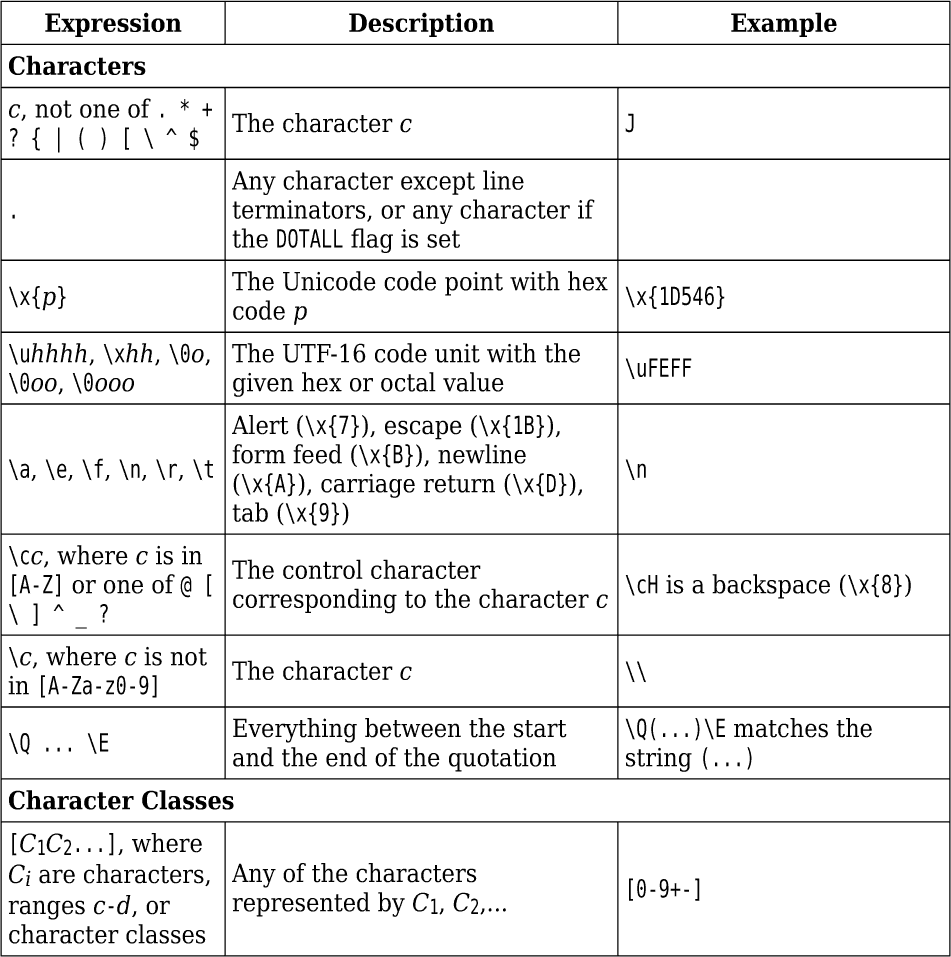 Expression Description Example
Characters
c, not one of . * +
? { | ( ) [ \ ^ $
The character c
J
.
Any character except line
terminators, or any character if
the DOTALL flag is set
\x{p}
The Unicode code point with hex
code p
\x{1D546}
\uhhhh, \xhh, \0o,
\0oo, \0ooo
The UTF-16 code unit with the
given hex or octal value
\uFEFF
\a, \e, \f, \n, \r, \t
Alert (\x{7}), escape (\x{1B}),
form feed (\x{B}), newline
(\x{A}), carriage return (\x{D}),
tab (\x{9})
\n
\cc, where c is in
[A-Z] or one of @ [
\ ] ^ _ ?
The control character
corresponding to the character c
\cH is a backspace (\x{8})
\c, where c is not
in [A-Za-z0-9]
The character c
\\
\Q ... \E
Everything between the start
and the end of the quotation
\Q(...)\E matches the
string (...)
Character Classes
[C1C2...], where
Ci are characters,
ranges c-d, or
character classes
Any of the characters
represented by C1, C2,...
[0-9+-]